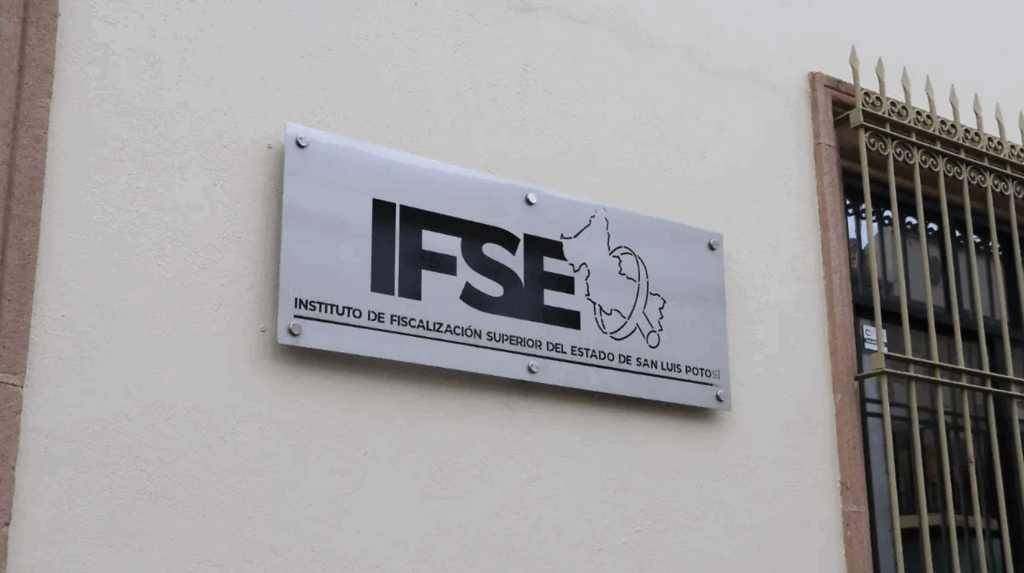 IFSE
INSTITUTO DE FISCALIZACIÓN SUPERIOR DEL ESTADO DE SAN LUIS POTOSÍ